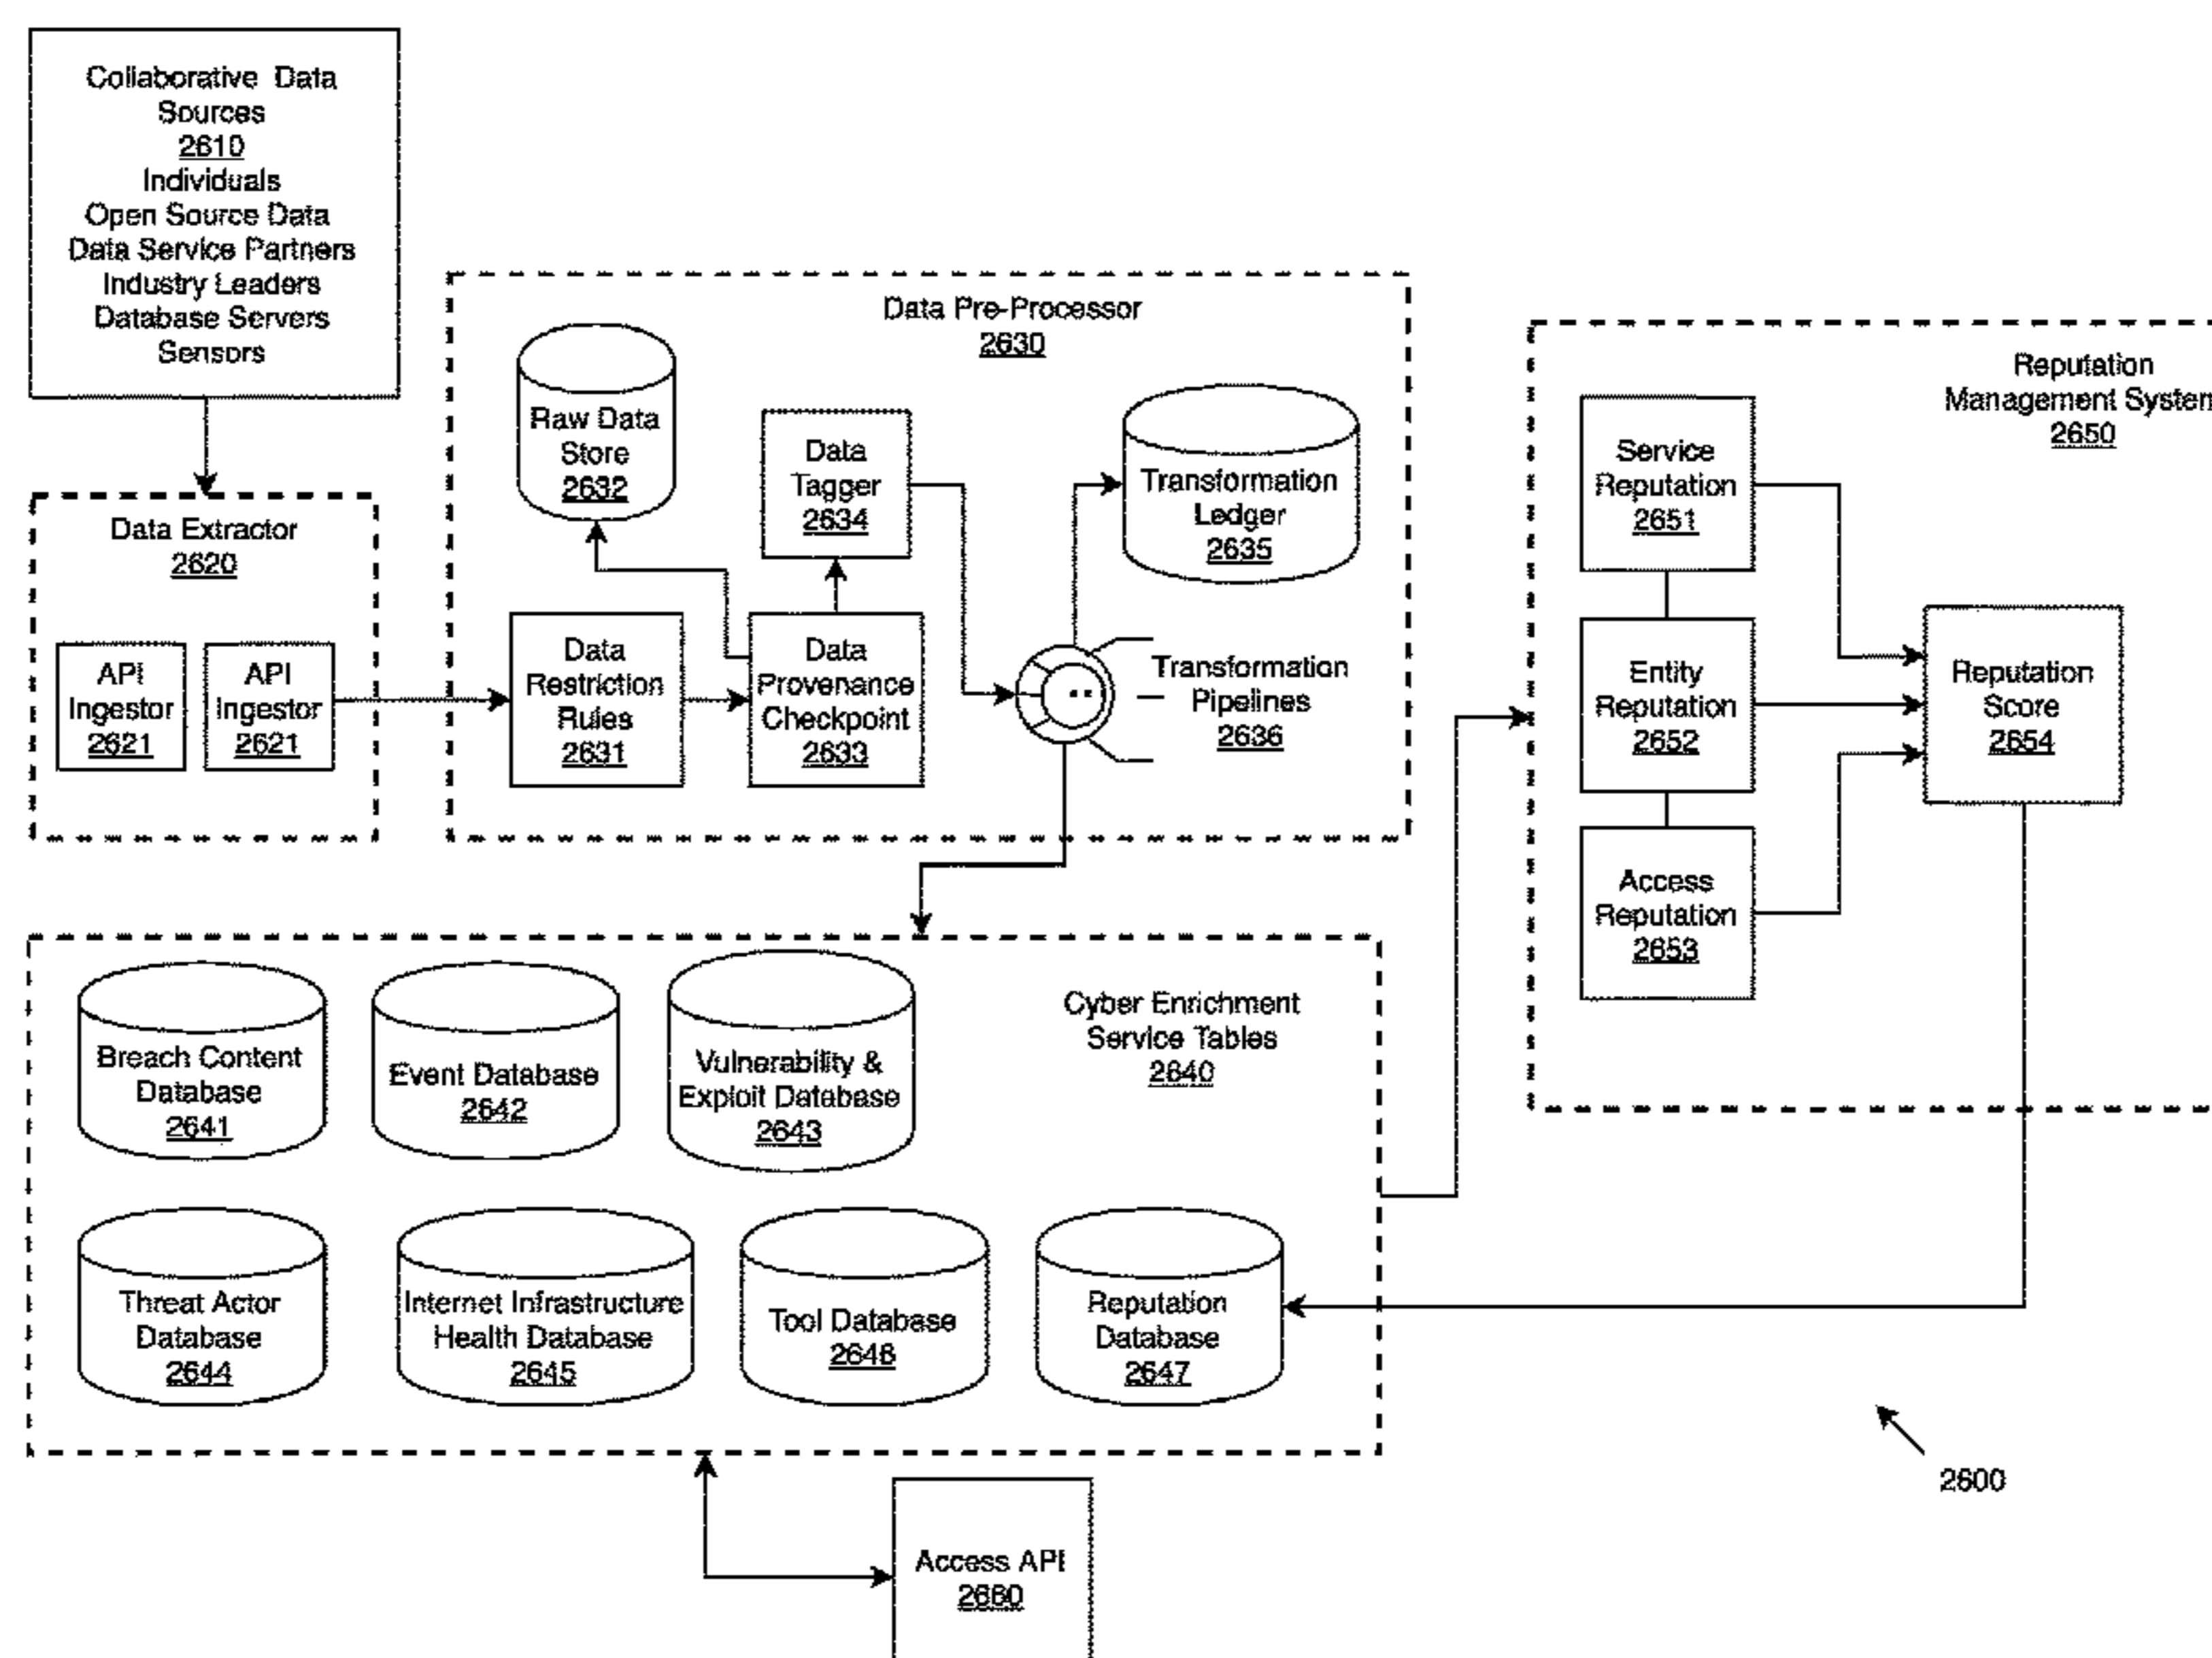 Collaborative Data
Sources
2610
Individuals
Open Source Data
Data Service Partners
Industry Leaders
Database Servers
Sensors
Data Extractor
2620
API
Ingestor
2621
API
Ingestor
2621
Data Pre-Processor
2630
Raw Data
Store
2632
Data
Tagger
2634
Transformation
Ledger
2635
Data
Restriction
Rules
2631
Data
Provenance
Checkpoint
2633
Transformation
Pipelines
2636
Reputation
Management System
2650
Service
Reputation
2651
Entity
Reputation
2652
Access
Reputation
2653
Reputation
Score
2654
Cyber Enrichment
Service Tables
2640
Breach Content
Database
2641
Event Database
2642
Vulnerability &
Exploit Database
2643
Threat Actor
Database
2644
Internet Infrastructure
Health Database
2645
Tool Database
2646
Reputation
Database
2647
Access API
2660
2600